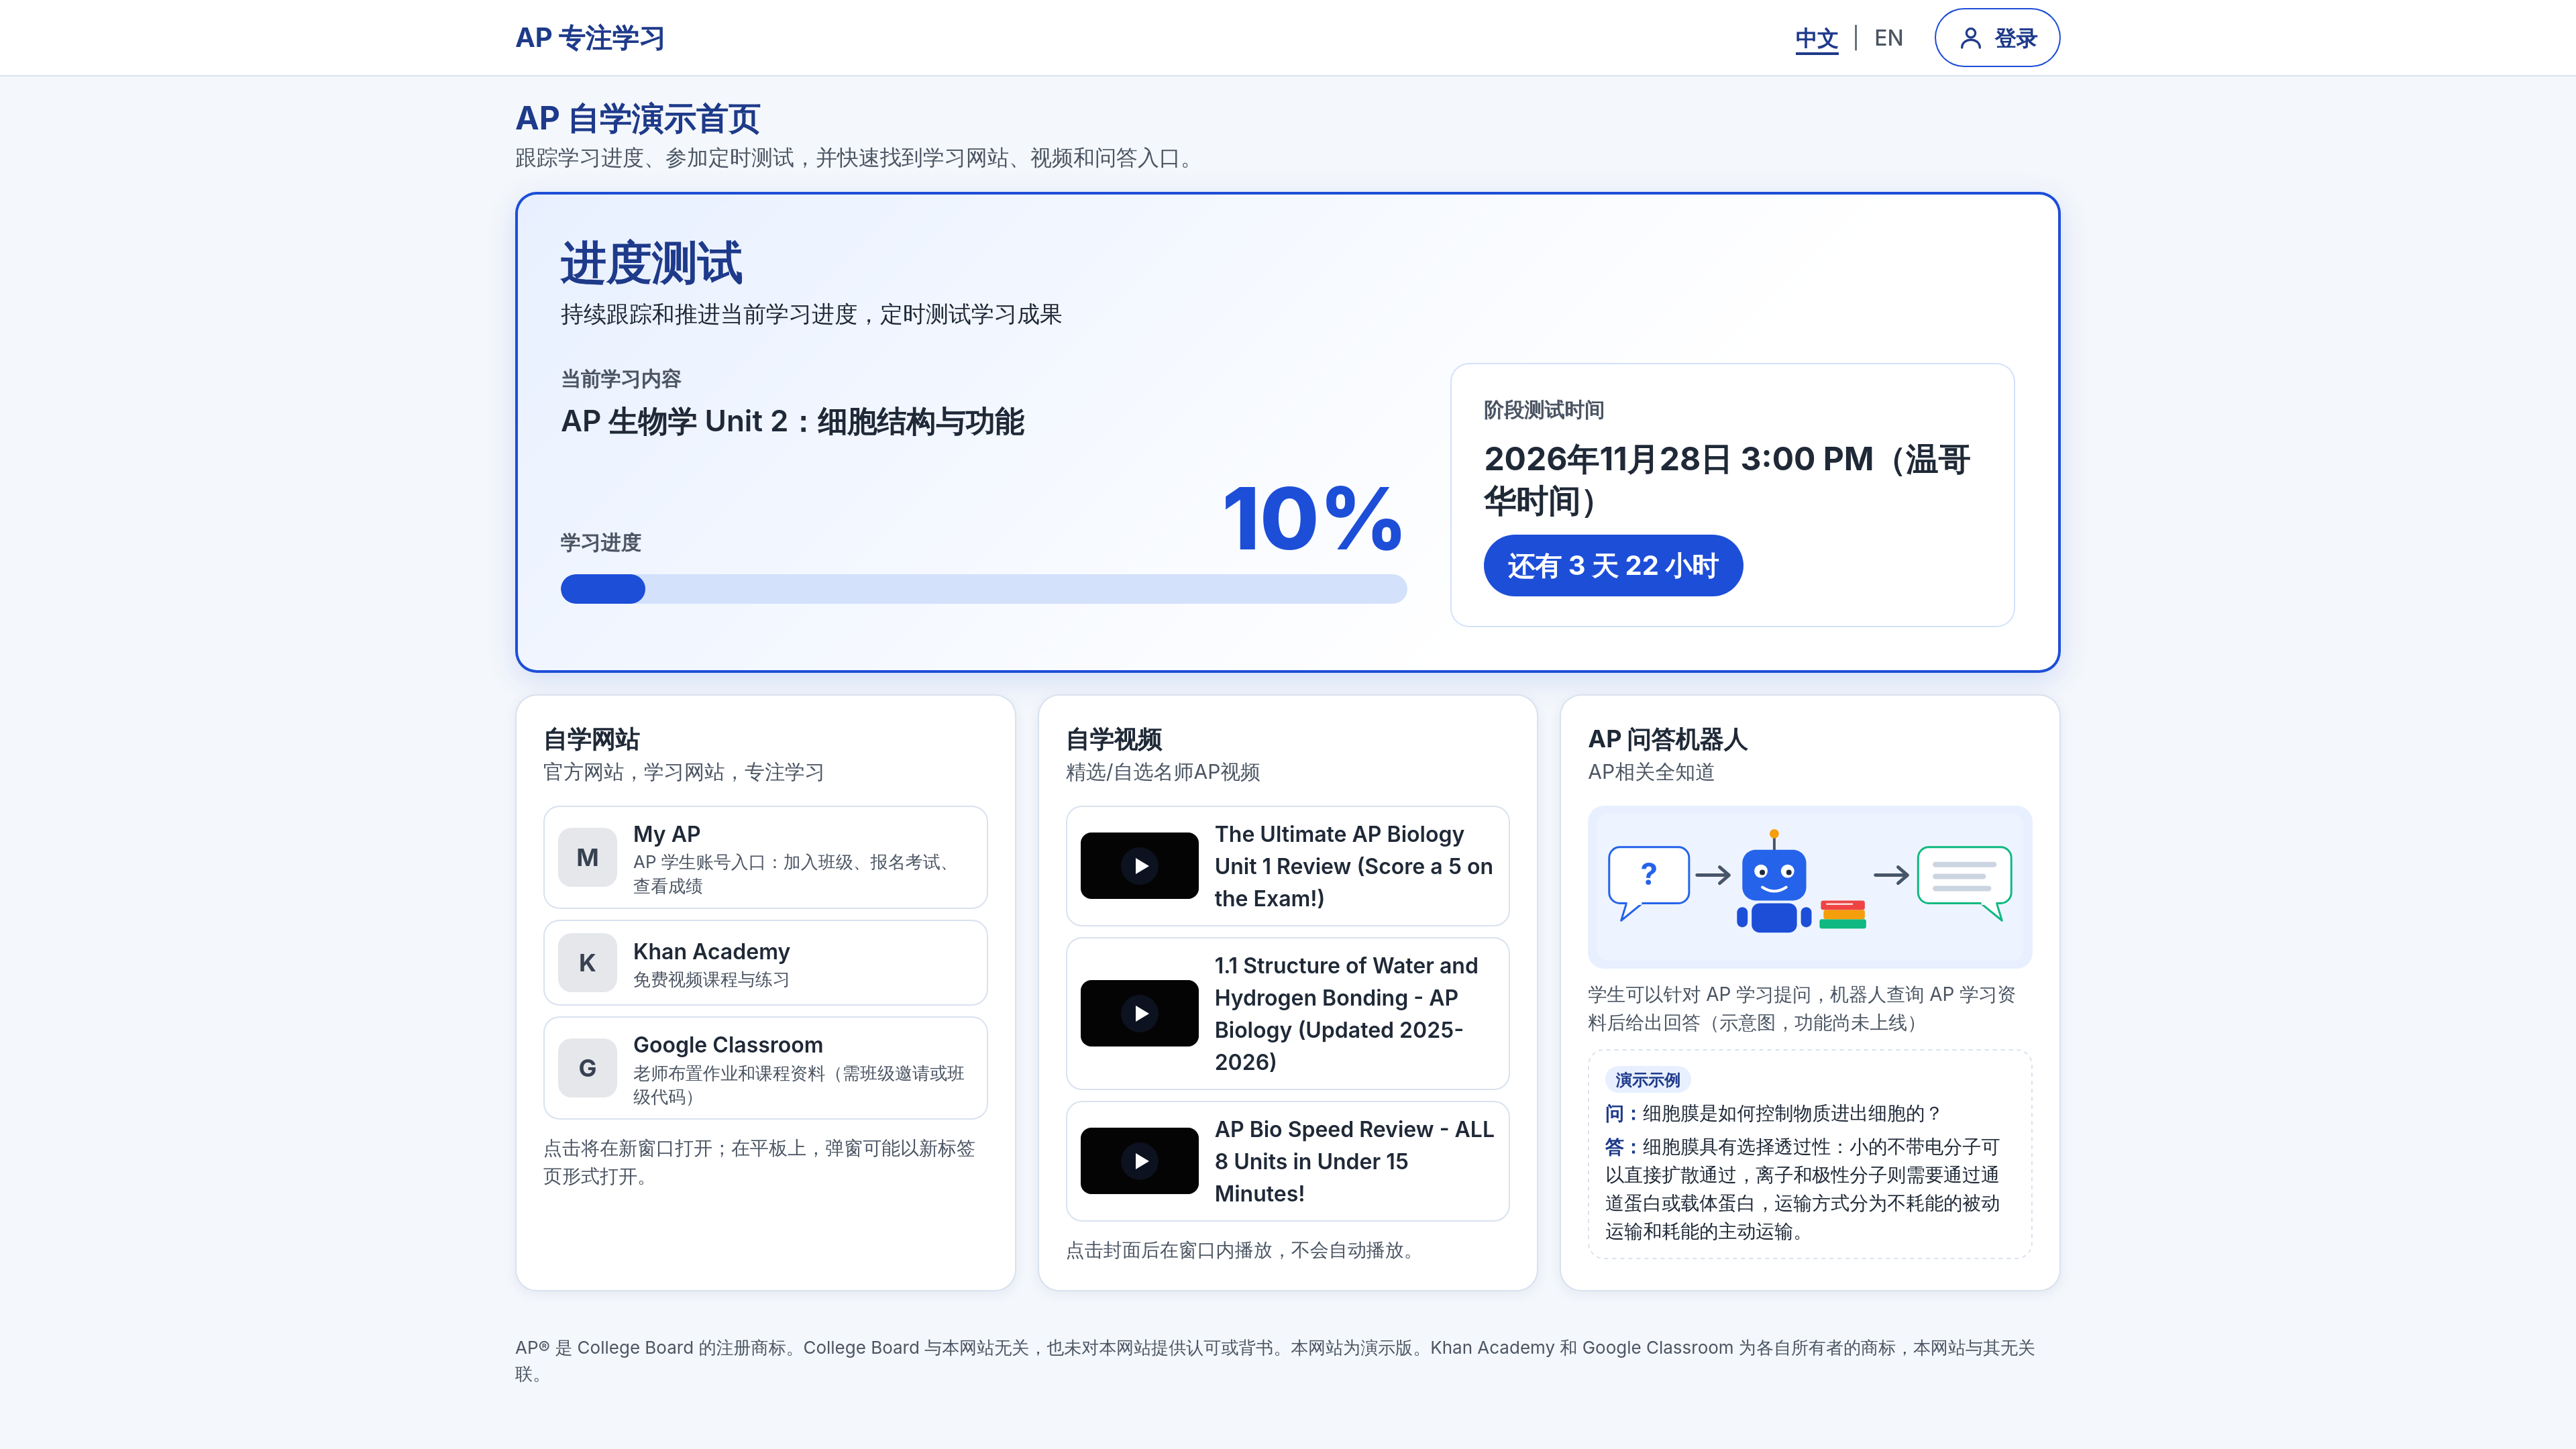 AP 专注学习
中文 | EN
登录
AP 自学演示首页
跟踪学习进度、参加定时测试，并快速找到学习网站、视频和问答入口。
进度测试
持续跟踪和推进当前学习进度，定时测试学习成果
当前学习内容
AP 生物学 Unit 2：细胞结构与功能
学习进度
10%
阶段测试时间
2026年11月28日 3:00 PM（温哥
华时间）
还有 3 天 22 小时
自学网站
官方网站，学习网站，专注学习
M
My AP
AP 学生账号入口：加入班级、报名考试、
查看成绩
K
Khan Academy
免费视频课程与练习
G
Google Classroom
老师布置作业和课程资料（需班级邀请或班
级代码）
点击将在新窗口打开；在平板上，弹窗可能以新标签
页形式打开。
自学视频
精选/自选名师AP视频
The Ultimate AP Biology
Unit 1 Review (Score a 5 on
the Exam!)
1.1 Structure of Water and
Hydrogen Bonding - AP
Biology (Updated 2025-
2026)
AP Bio Speed Review - ALL
8 Units in Under 15
Minutes!
点击封面后在窗口内播放，不会自动播放。
AP 问答机器人
AP相关全知道
?
学生可以针对 AP 学习提问，机器人查询 AP 学习资
料后给出回答（示意图，功能尚未上线）
演示示例
问：细胞膜是如何控制物质进出细胞的？
答：细胞膜具有选择透过性：小的不带电分子可
以直接扩散通过，离子和极性分子则需要通过通
道蛋白或载体蛋白，运输方式分为不耗能的被动
运输和耗能的主动运输。
AP® 是 College Board 的注册商标。College Board 与本网站无关，也未对本网站提供认可或背书。本网站为演示版。Khan Academy 和 Google Classroom 为各自所有者的商标，本网站与其无关
联。